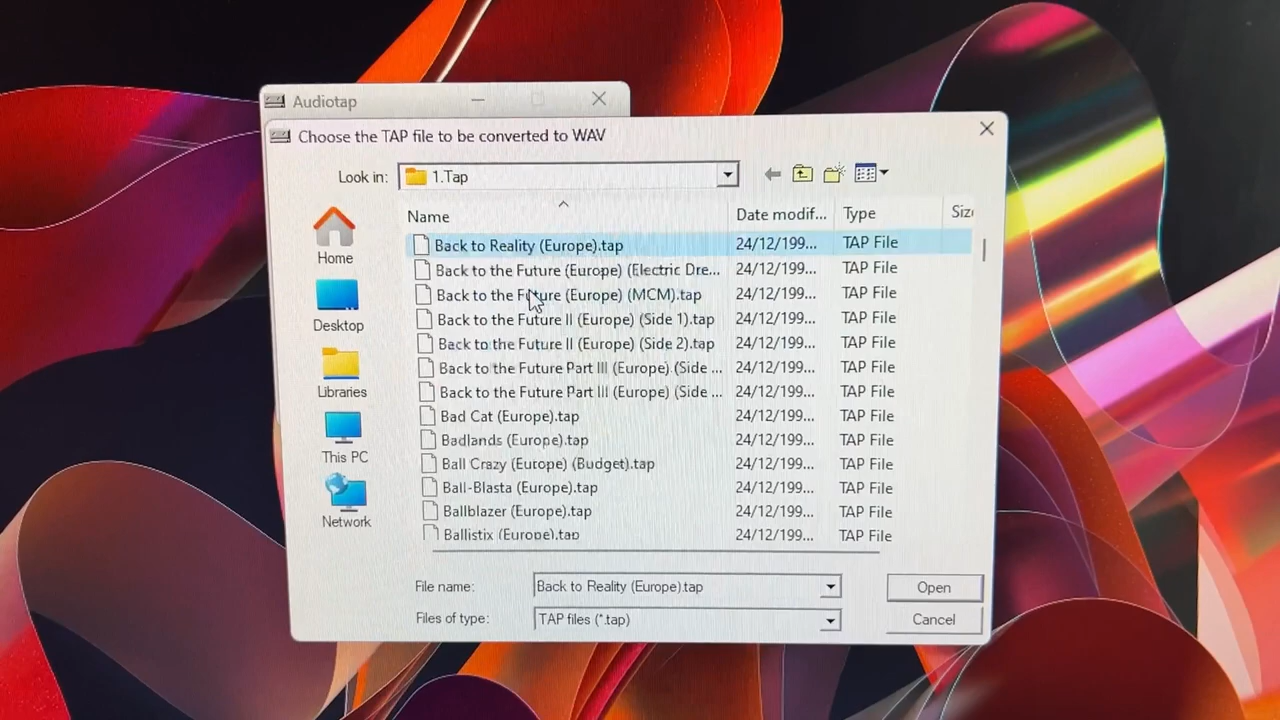 Audiotap
Choose the TAP file to be converted to WAV
Look in: 1.Tap
Name Date modif... Type Siz
Back to Reality (Europe).tap 24/12/199... TAP File
Back to the Future (Europe) (Electric Dre... 24/12/199... TAP File
Back to the Future (Europe) (MCM).tap 24/12/199... TAP File
Back to the Future II (Europe) (Side 1).tap 24/12/199... TAP File
Back to the Future II (Europe) (Side 2).tap 24/12/199... TAP File
Back to the Future Part III (Europe) (Side ... 24/12/199... TAP File
Back to the Future Part III (Europe) (Side ... 24/12/199... TAP File
Bad Cat (Europe).tap 24/12/199... TAP File
Badlands (Europe).tap 24/12/199... TAP File
Ball Crazy (Europe) (Budget).tap 24/12/199... TAP File
Ball-Blasta (Europe).tap 24/12/199... TAP File
Ballblazer (Europe).tap 24/12/199... TAP File
Ballistix (Europe).tap 24/12/199... TAP File
Home
Desktop
Libraries
This PC
Network
File name: Back to Reality (Europe).tap Open
Files of type: TAP files (*.tap) Cancel